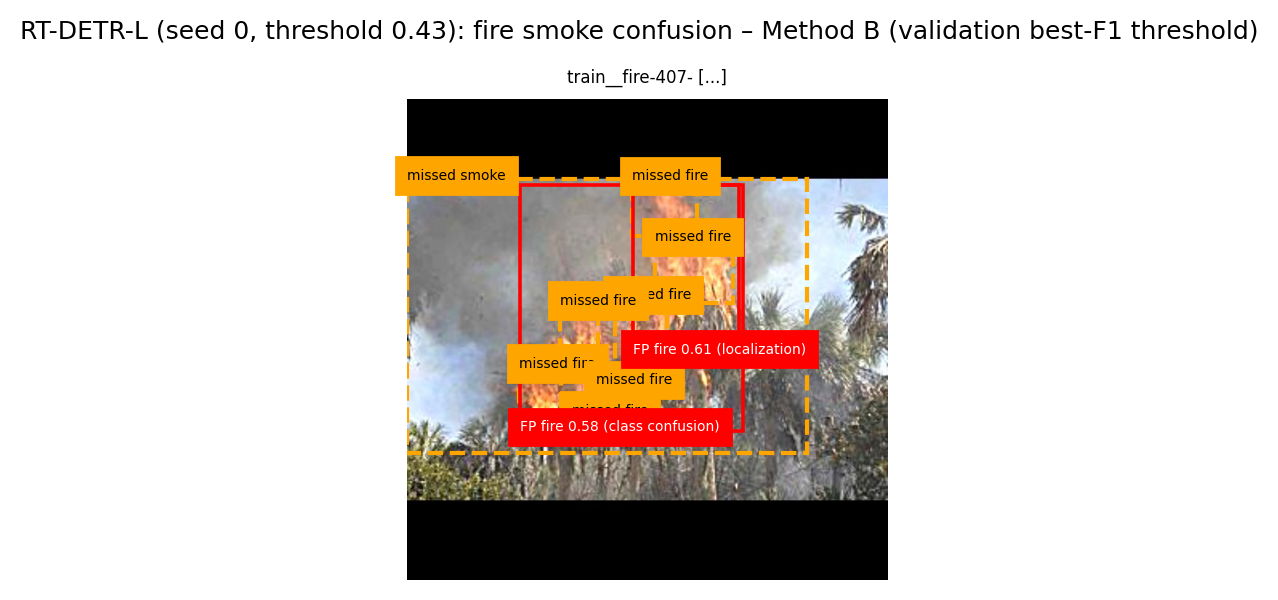 RT-DETR-L (seed 0, threshold 0.43): fire smoke confusion – Method B (validation best-F1 threshold)
train__fire-407- [...]
missed smoke
missed fire
missed fire
fire
missed fire
FP fire 0.61 (localization)
missed
missed fire
missed fire
FP fire 0.58 (class confusion)